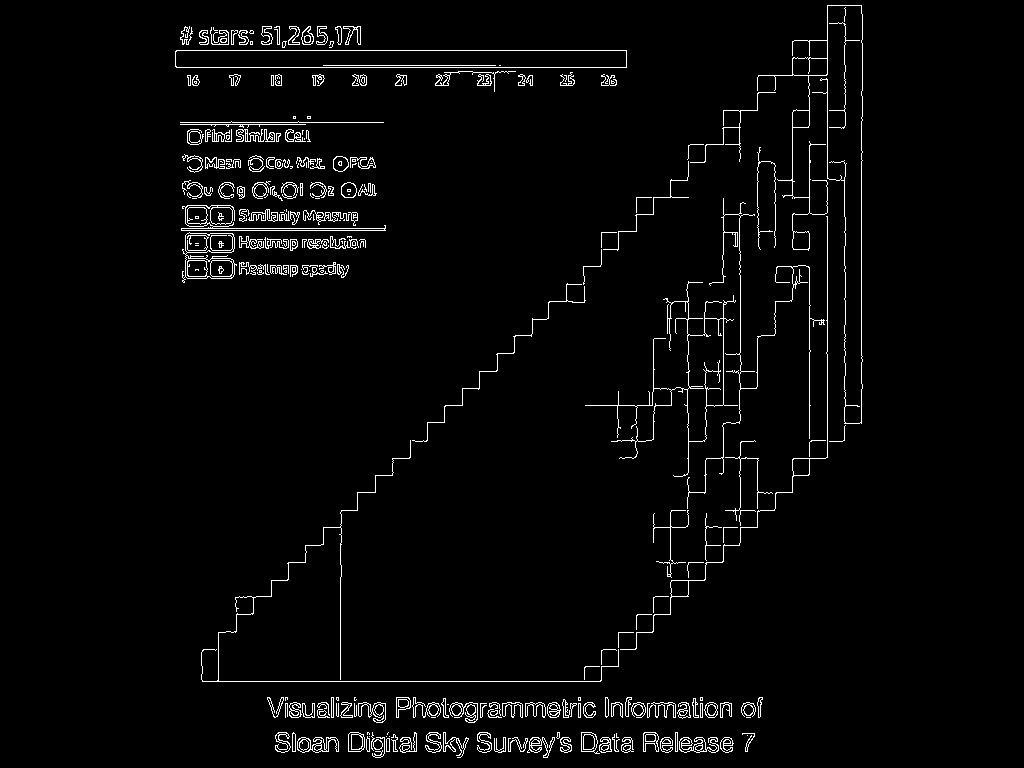 # stars: 51,265,171
16 17 18 19 20 21 22 23 24 25 26
Find Similar Cell
Mean Cov. Mat. PCA
u g r i z All
- + Similarity Measure
- + Heatmap resolution
- + Heatmap opacity
Visualizing Photogrammetric Information of
Sloan Digital Sky Survey's Data Release 7